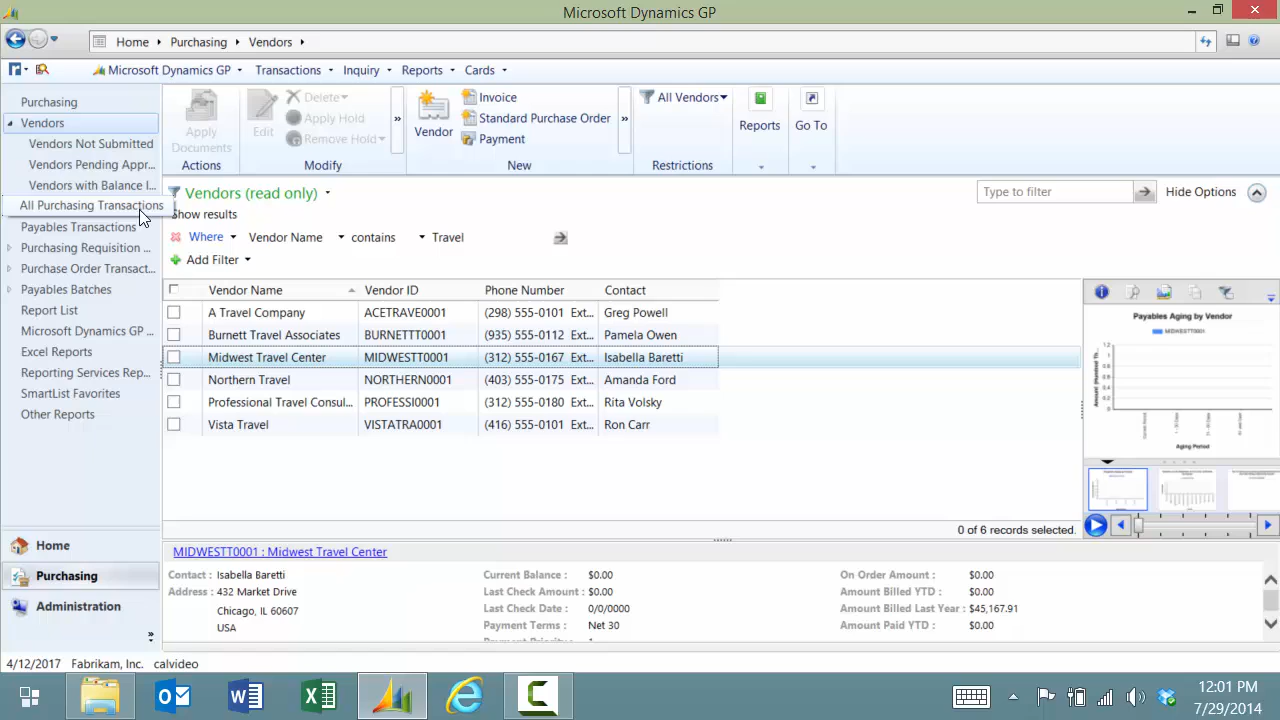 Microsoft Dynamics GP
Home
Purchasing
Vendors
Microsoft Dynamics GP
Transactions
Inquiry
Reports
Cards
Purchasing
Vendors
Vendors Not Submitted
Vendors Pending Appr...
Vendors with Balance I...
All Purchasing Transactions
Payables Transactions
Purchasing Requisition ...
Purchase Order Transact...
Payables Batches
Report List
Microsoft Dynamics GP ...
Excel Reports
Reporting Services Rep...
SmartList Favorites
Other Reports
Home
Purchasing
Administration
Apply Documents
Actions
Edit
Delete
Apply Hold
Remove Hold
Modify
Vendor
Invoice
Standard Purchase Order
Payment
New
All Vendors
Restrictions
Reports
Go To
Vendors (read only)
Type to filter
Hide Options
Show results
Where Vendor Name contains Travel
Add Filter
Vendor Name Vendor ID Phone Number Contact
A Travel Company ACETRAVE0001 (298) 555-0101 Ext... Greg Powell
Burnett Travel Associates BURNETTT0001 (935) 555-0112 Ext... Pamela Owen
Midwest Travel Center MIDWESTT0001 (312) 555-0167 Ext... Isabella Baretti
Northern Travel NORTHERN0001 (403) 555-0175 Ext... Amanda Ford
Professional Travel Consul... PROFESSI0001 (312) 555-0180 Ext... Rita Volsky
Vista Travel VISTATRA0001 (416) 555-0101 Ext... Ron Carr
0 of 6 records selected.
Payables Aging by Vendor
MIDWESTT0001
1.2
1
0.8
0.6
0.4
0.2
0
Aging Period
MIDWESTT0001 : Midwest Travel Center
Contact : Isabella Baretti
Address : 432 Market Drive
Chicago, IL 60607
USA
Current Balance : $0.00
Last Check Amount : $0.00
Last Check Date : 0/0/0000
Payment Terms : Net 30
On Order Amount : $0.00
Amount Billed YTD : $0.00
Amount Billed Last Year : $45,167.91
Amount Paid YTD : $0.00
4/12/2017 Fabrikam, Inc. calvideo
12:01 PM
7/29/2014